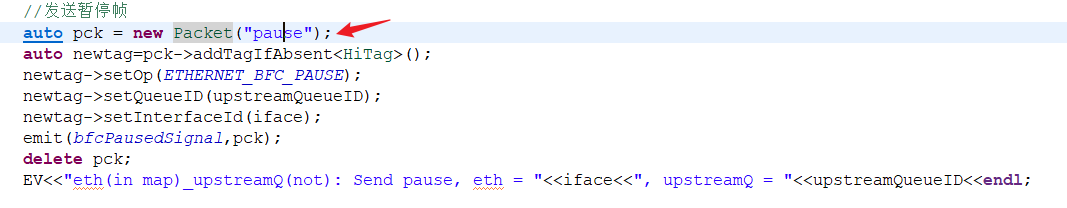 //发送暂停帧
auto pck = new Packet("pause");
auto newtag=pck->addTagIfAbsent<HiTag>();
newtag->setOp(ETHERNET_BFC_PAUSE);
newtag->setQueueID(upstreamQueueID);
newtag->setInterfaceId(iface);
emit(bfcPausedSignal,pck);
delete pck;
EV<<"eth(in map)_upstreamQ(not): Send pause, eth = "<<iface<<", upstreamQ = "<<upstreamQueueID<<endl;